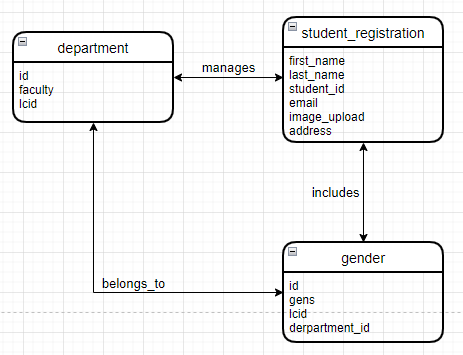 department
id
faculty
lcid
manages
student_registration
first_name
last_name
student_id
email
image_upload
address
includes
belongs_to
gender
id
gens
lcid
derpartment_id